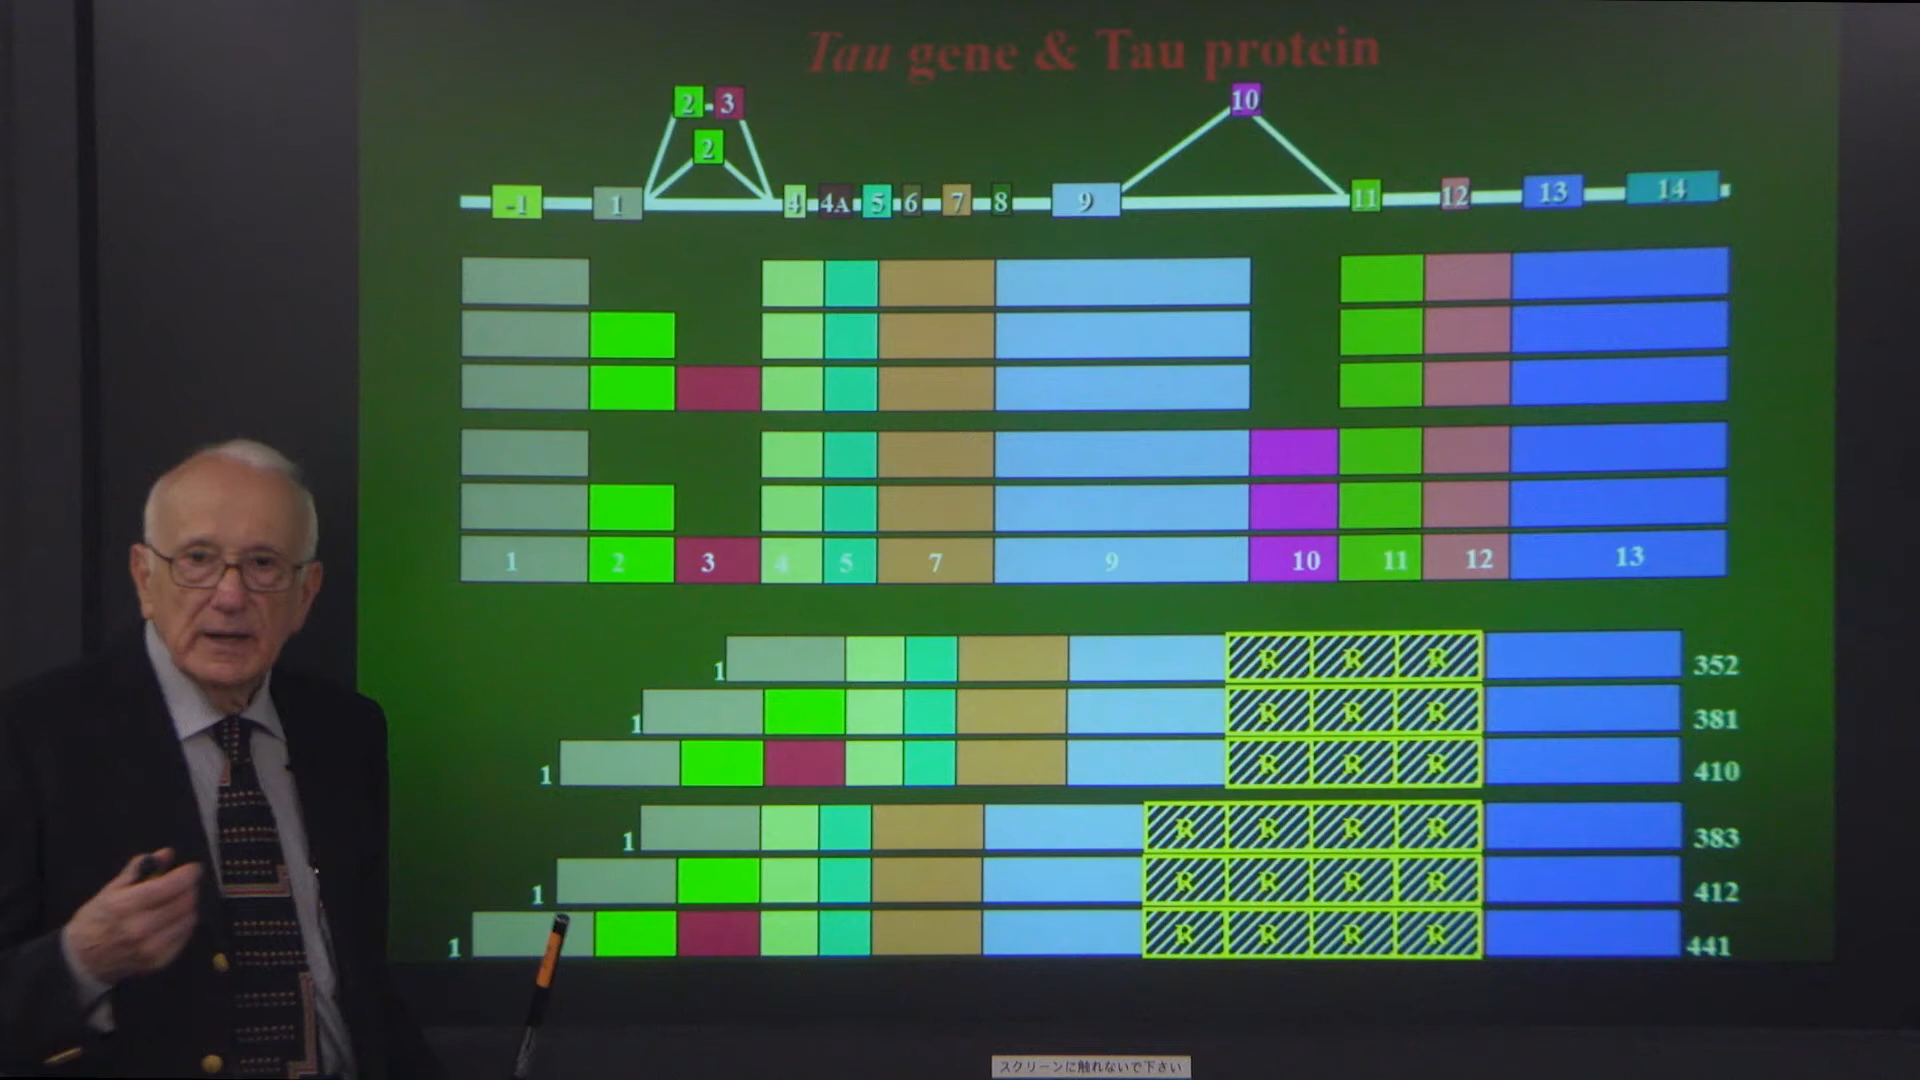 Tau gene & Tau protein
2 - 3
10
2
-1 1 4 4A 5 6 7 8 9 11 12 13 14
1 2 3 4 5 7 9 10 11 12 13
1 R R R 352
1 R R R 381
1 R R R 410
1 R R R R 383
1 R R R R 412
1 R R R R 441
スクリーンに触れないで下さい